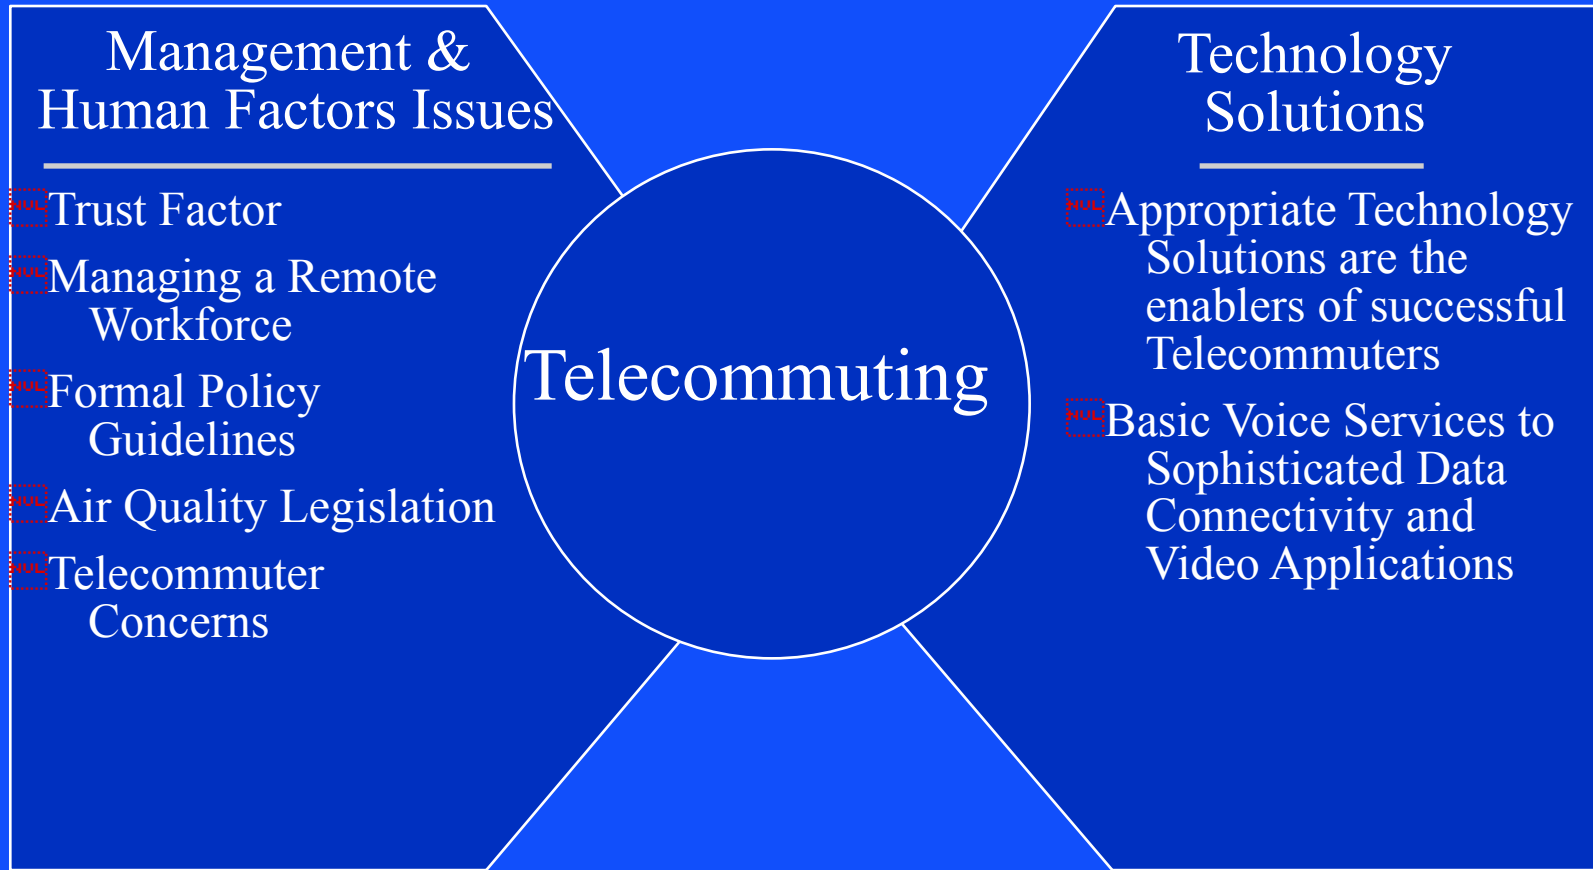 Management &
Human Factors Issues
Trust Factor
Managing a Remote
Workforce
Formal Policy
Guidelines
Air Quality Legislation
Telecommuter
Concerns
Telecommuting
Technology
Solutions
Appropriate Technology
Solutions are the
enablers of successful
Telecommuters
Basic Voice Services to
Sophisticated Data
Connectivity and
Video Applications